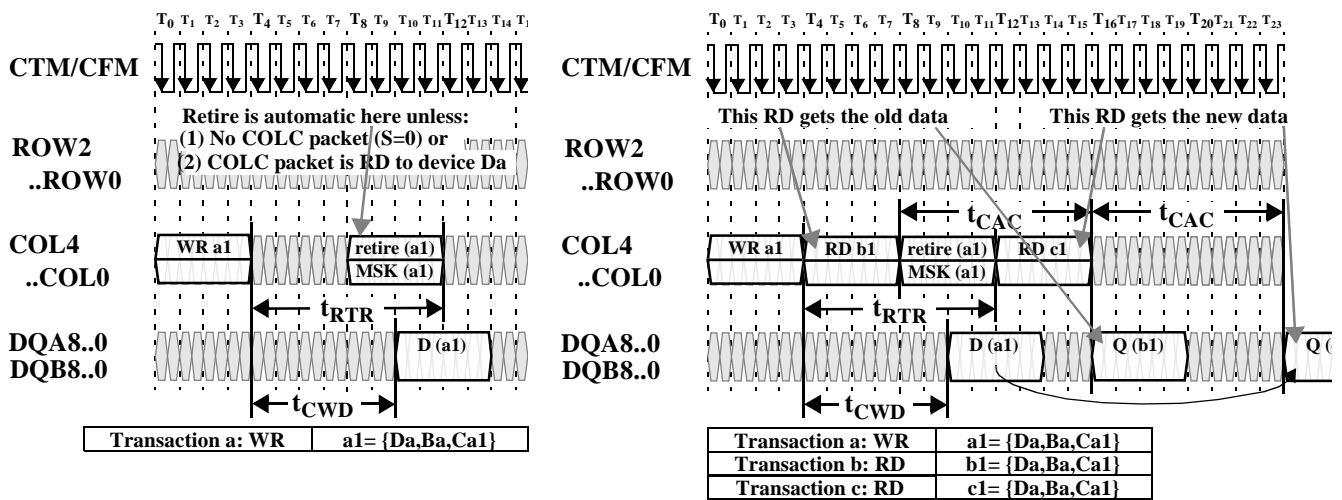 T0 T1 T2 T3 T4 T5 T6 T7 T8 T9 T10 T11 T12 T13 T14 T1
CTM/CFM
Retire is automatic here unless:
(1) No COLC packet (S=0) or
(2) COLC packet is RD to device Da
ROW2
..ROW0
COL4
..COL0
WR a1
retire (a1)
MSK (a1)
tRTR
DQA8..0
DQB8..0
D (a1)
tCWD
Transaction a: WR a1= {Da,Ba,Ca1}
T0 T1 T2 T3 T4 T5 T6 T7 T8 T9 T10 T11 T12 T13 T14 T15 T16 T17 T18 T19 T20 T21 T22 T23
CTM/CFM
This RD gets the old data
This RD gets the new data
ROW2
..ROW0
tCAC
tCAC
COL4
..COL0
WR a1
RD b1
retire (a1)
MSK (a1)
RD c1
tRTR
DQA8..0
DQB8..0
D (a1)
Q (b1)
Q (
tCWD
Transaction a: WR a1= {Da,Ba,Ca1}
Transaction b: RD b1= {Da,Ba,Ca1}
Transaction c: RD c1= {Da,Ba,Ca1}